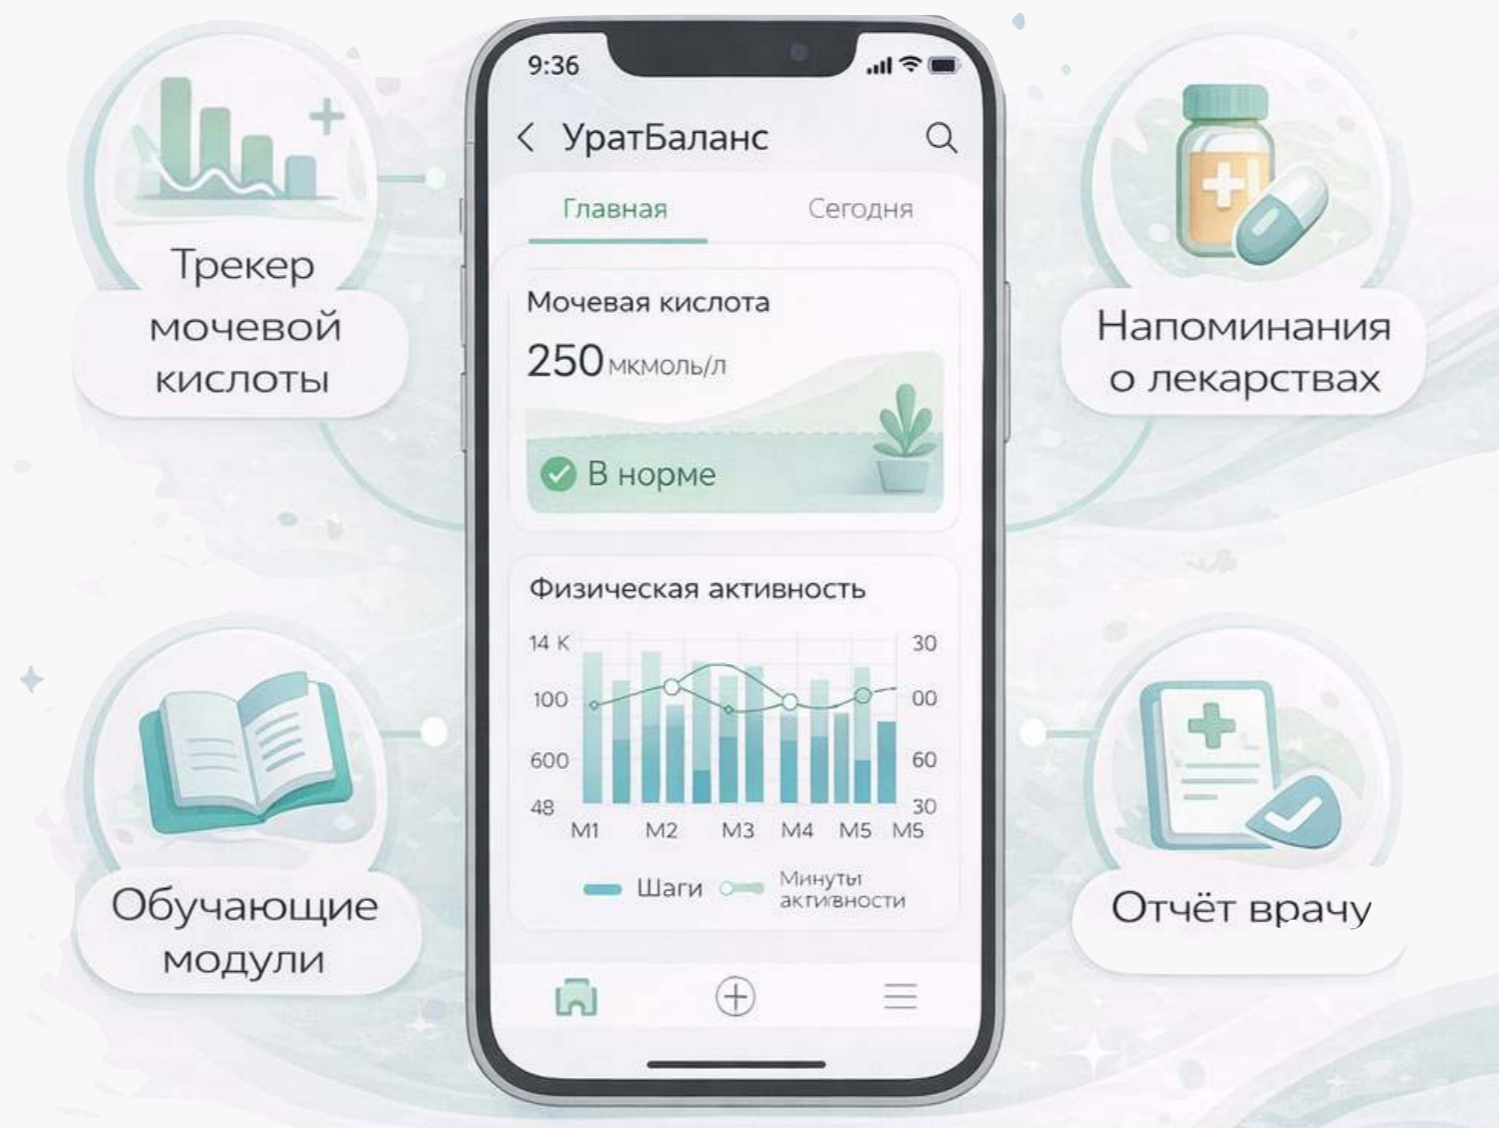 9:36
УратБаланс
Главная
Сегодня
Мочевая кислота
250 мкмоль/л
В норме
Физическая активность
14 K
100
600
48
30
00
60
30
M1 M2 M3 M4 M5 M5
Шаги
Минуты
активности
Трекер
мочевой
кислоты
Напоминания
о лекарствах
Обучающие
модули
Отчёт врачу